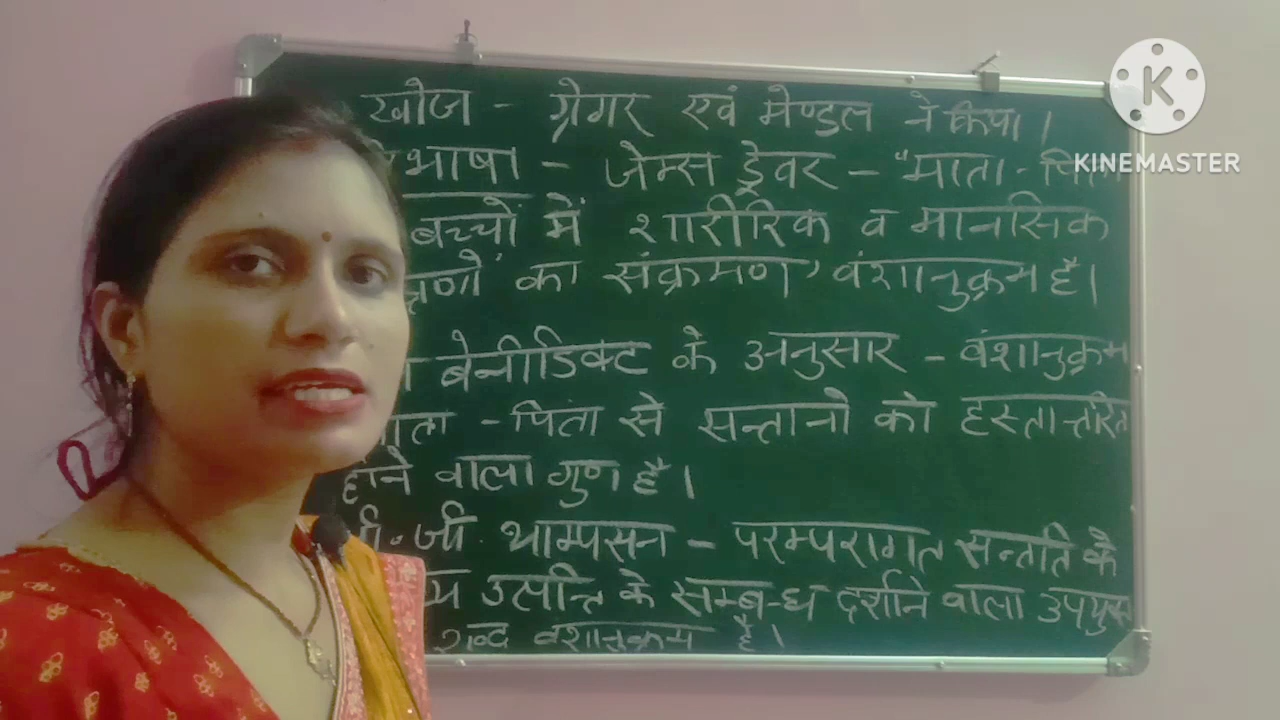 खोज - ग्रेगर एवं मेण्डल ने किया।
KINEMASTER
भाषा - जेम्स ड्रेवर - "माता-पिता
बच्चों में शारीरिक व मानसिक
का संक्रमण" वंशानुक्रम है।
बेनीडिक्ट के अनुसार - वंशानुक्रम
माता - पिता से सन्तानो को हस्तान्तरित
होने वाला गुण है।
जी. थाम्पसन - परम्परागत सन्तति के
उत्पत्ति के सम्बन्ध दर्शाने वाला उपयुक्त
शब्द वंशानुक्रम है।